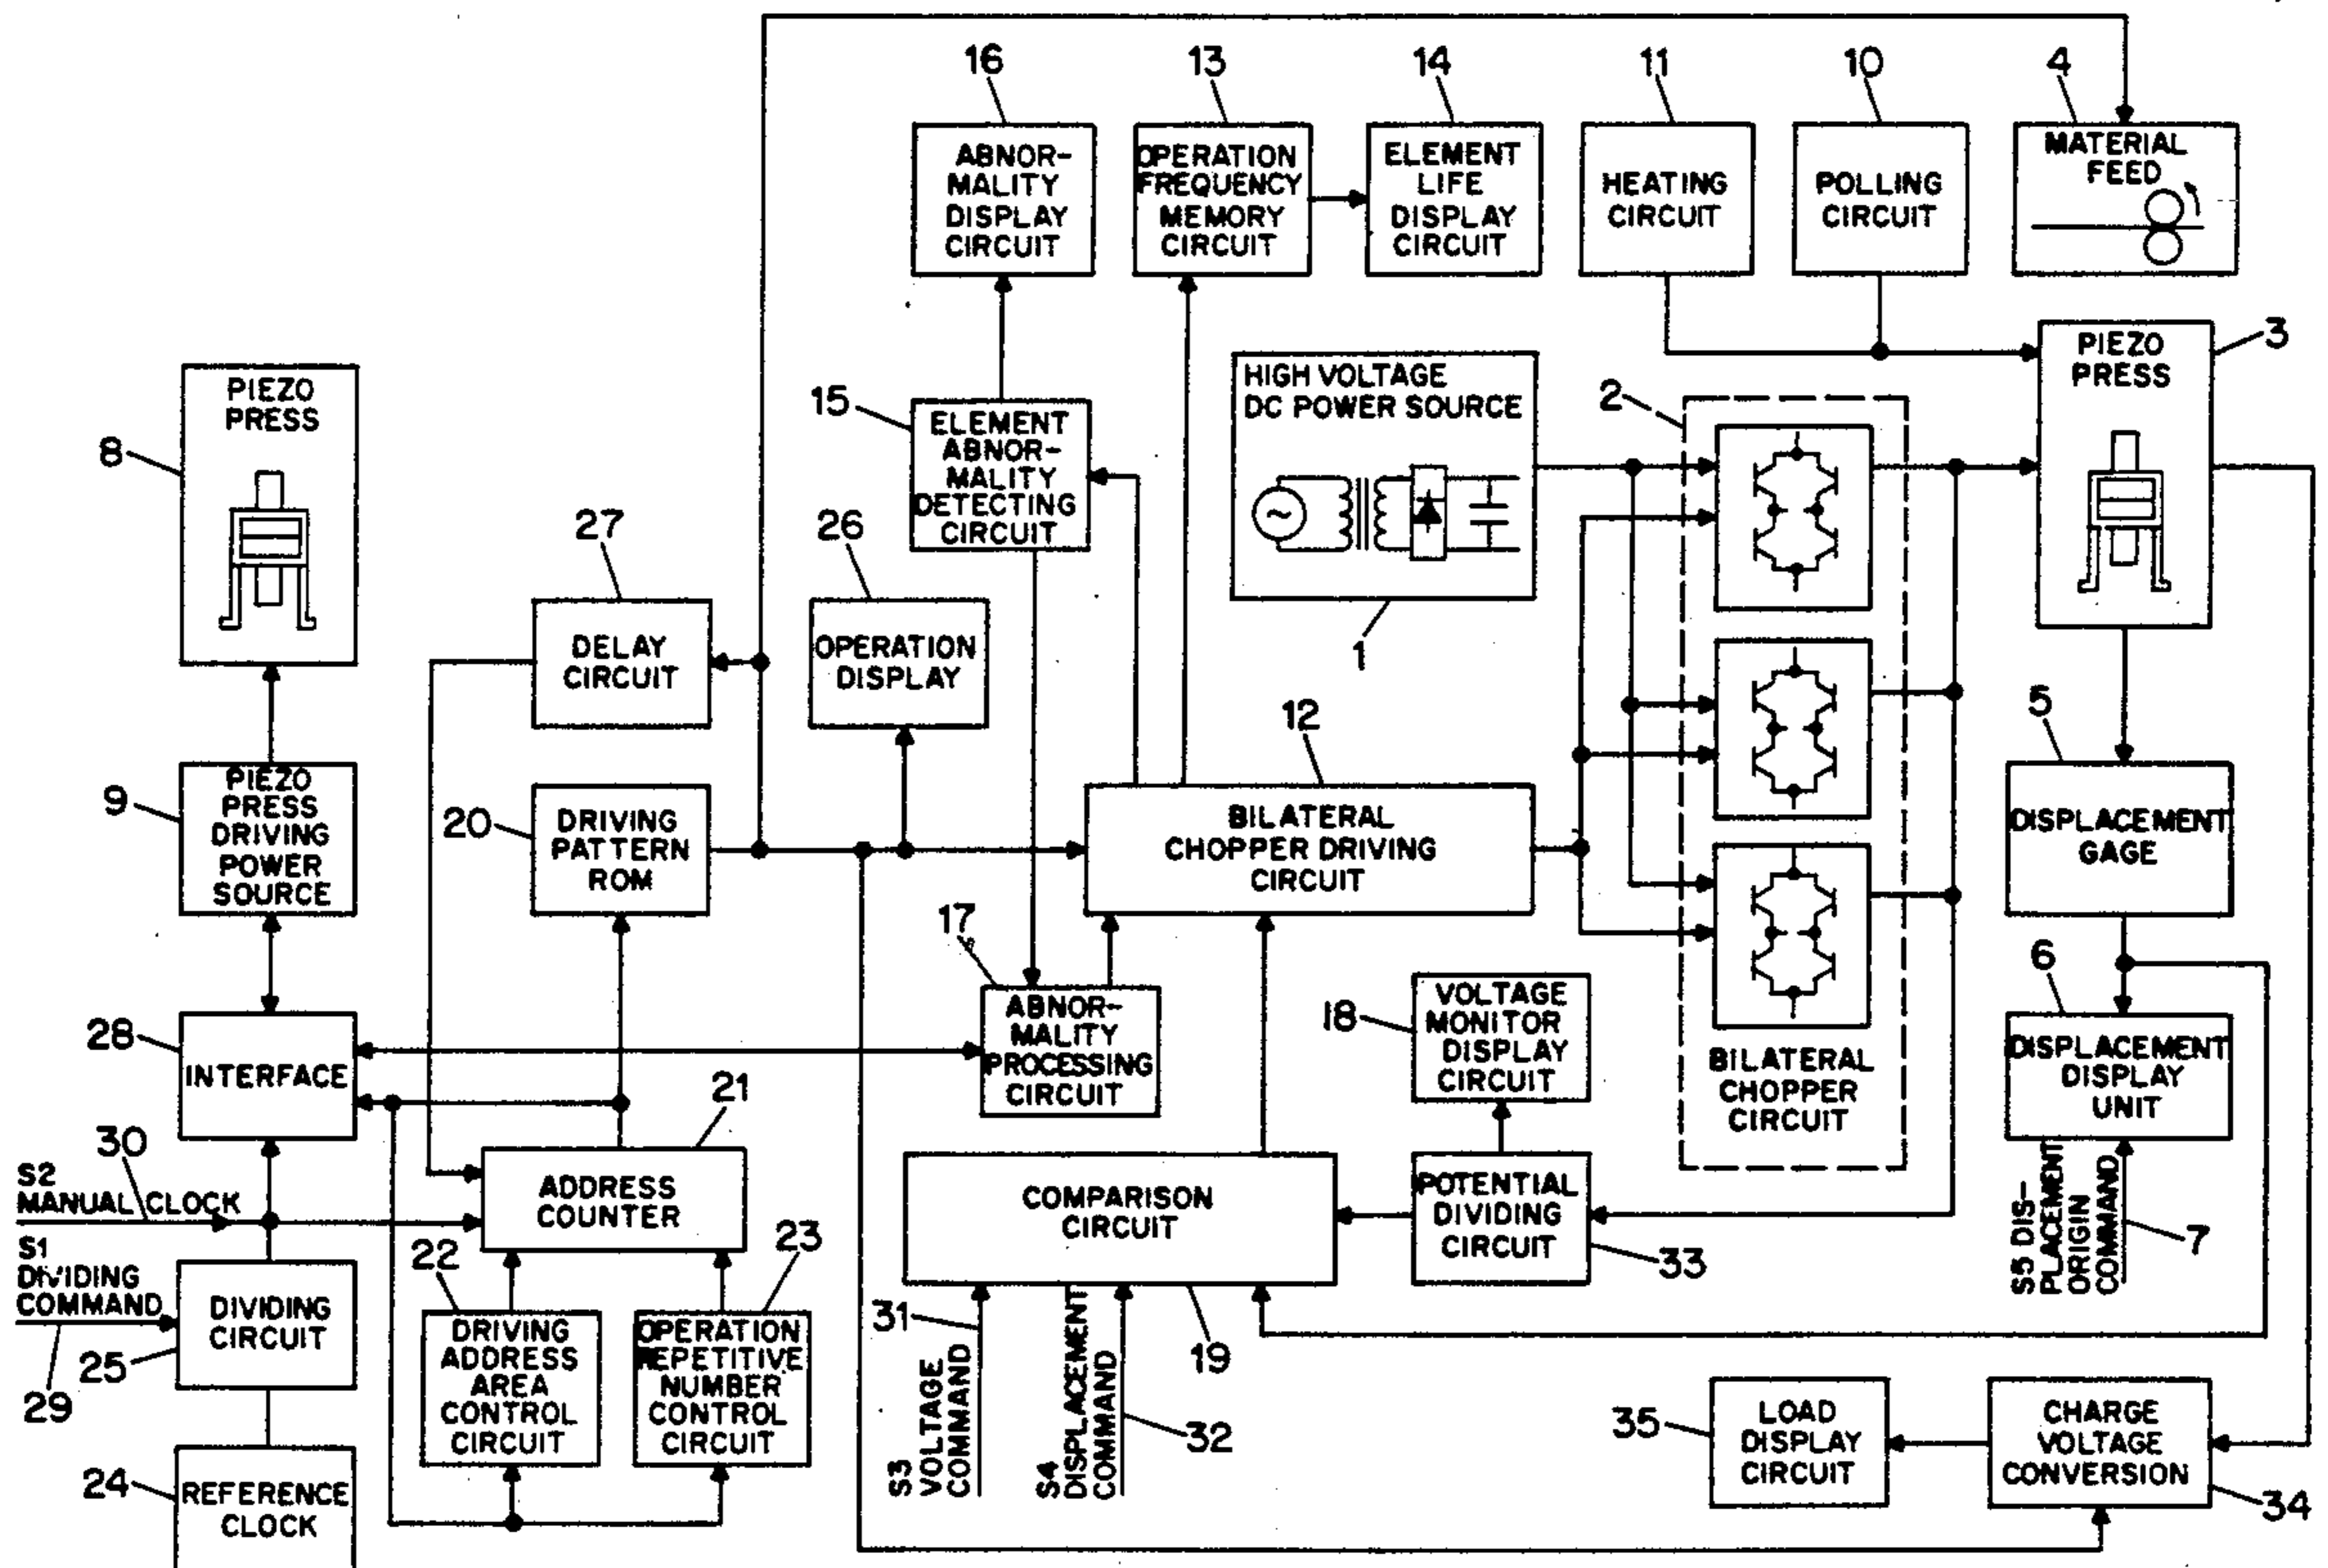 16
13
14
11
10
4
ABNOR-
MALITY
DISPLAY
CIRCUIT
OPERATION
FREQUENCY
MEMORY
CIRCUIT
ELEMENT
LIFE
DISPLAY
CIRCUIT
HEATING
CIRCUIT
POLLING
CIRCUIT
MATERIAL
FEED
8
PIEZO
PRESS
15
ELEMENT
ABNOR-
MALITY
DETECTING
CIRCUIT
HIGH VOLTAGE
DC POWER SOURCE
1
2
PIEZO
PRESS
3
27
DELAY
CIRCUIT
26
OPERATION
DISPLAY
12
5
9
PIEZO
PRESS
DRIVING
POWER
SOURCE
20
DRIVING
PATTERN
ROM
BILATERAL
CHOPPER DRIVING
CIRCUIT
DISPLACEMENT
GAGE
17
ABNOR-
MALITY
PROCESSING
CIRCUIT
18
VOLTAGE
MONITOR
DISPLAY
CIRCUIT
BILATERAL
CHOPPER
CIRCUIT
6
DISPLACEMENT
DISPLAY
UNIT
28
INTERFACE
21
30
S2
MANUAL CLOCK
ADDRESS
COUNTER
COMPARISON
CIRCUIT
POTENTIAL
DIVIDING
CIRCUIT
33
S5 DIS-
PLACEMENT
ORIGIN
COMMAND
7
S1
DIVIDING
COMMAND
29
DIVIDING
CIRCUIT
25
22
DRIVING
ADDRESS
AREA
CONTROL
CIRCUIT
23
OPERATION
REPETITIVE
NUMBER
CONTROL
CIRCUIT
31
S3
VOLTAGE
COMMAND
S4
DISPLACEMENT
COMMAND
32
19
35
LOAD
DISPLAY
CIRCUIT
CHARGE
VOLTAGE
CONVERSION
34
24
REFERENCE
CLOCK